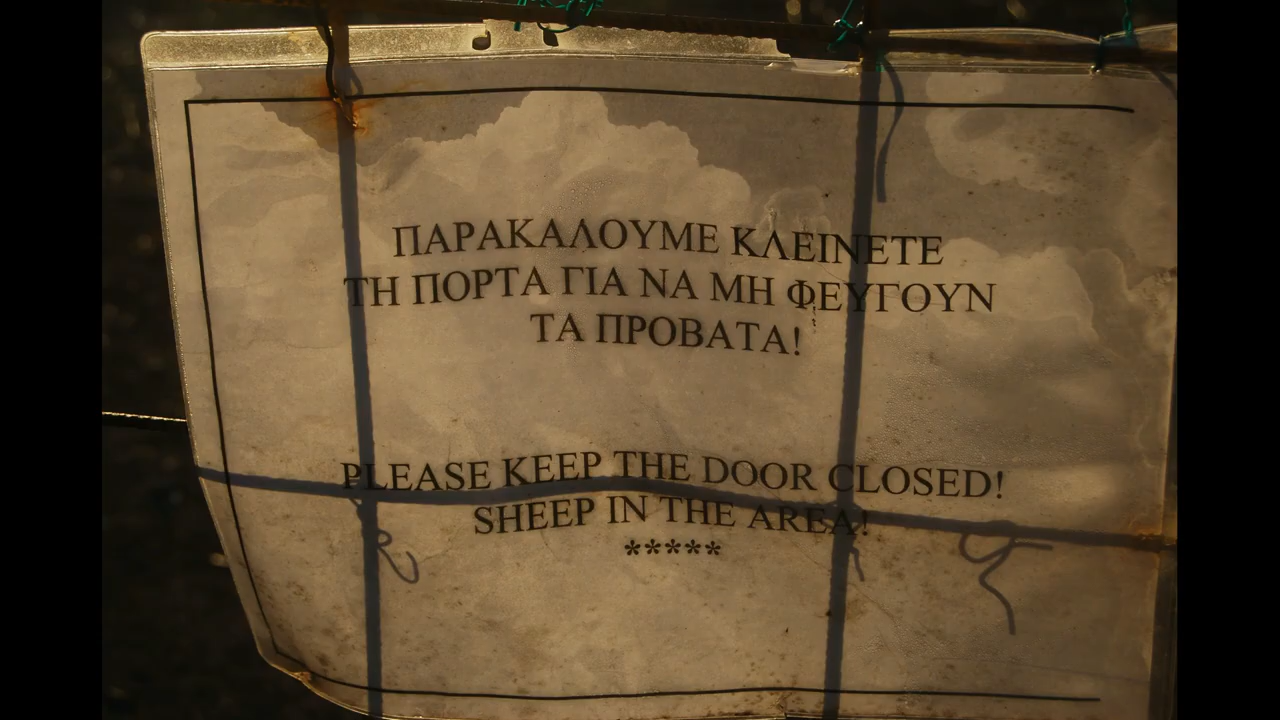 ΠΑΡΑΚΑΛΟΥΜΕ ΚΛΕΙΝΕΤΕ
ΤΗ ΠΟΡΤΑ ΓΙΑ ΝΑ ΜΗ ΦΕΥΓΟΥΝ
ΤΑ ΠΡΟΒΑΤΑ!
PLEASE KEEP THE DOOR CLOSED!
SHEEP IN THE AREA!
*****